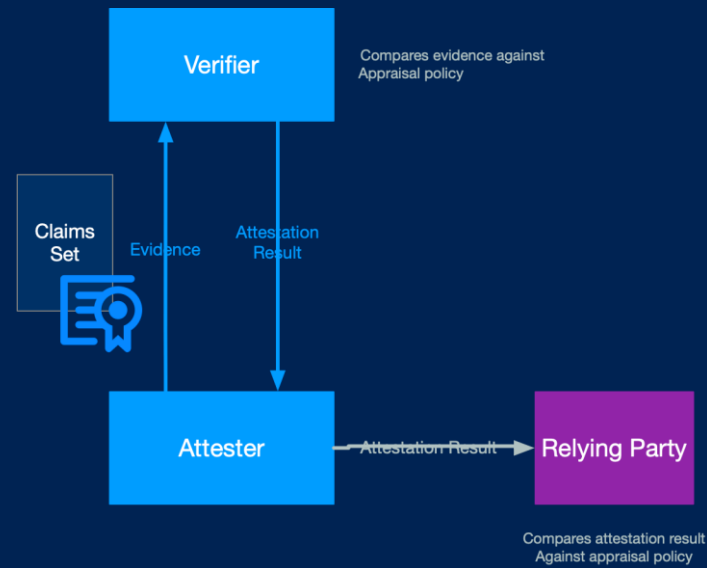 Verifier
Compares evidence against
Appraisal policy
Claims
Set
Evidence
Attestation
Result
Attester
Attestation Result
Relying Party
Compares attestation result
Against appraisal policy